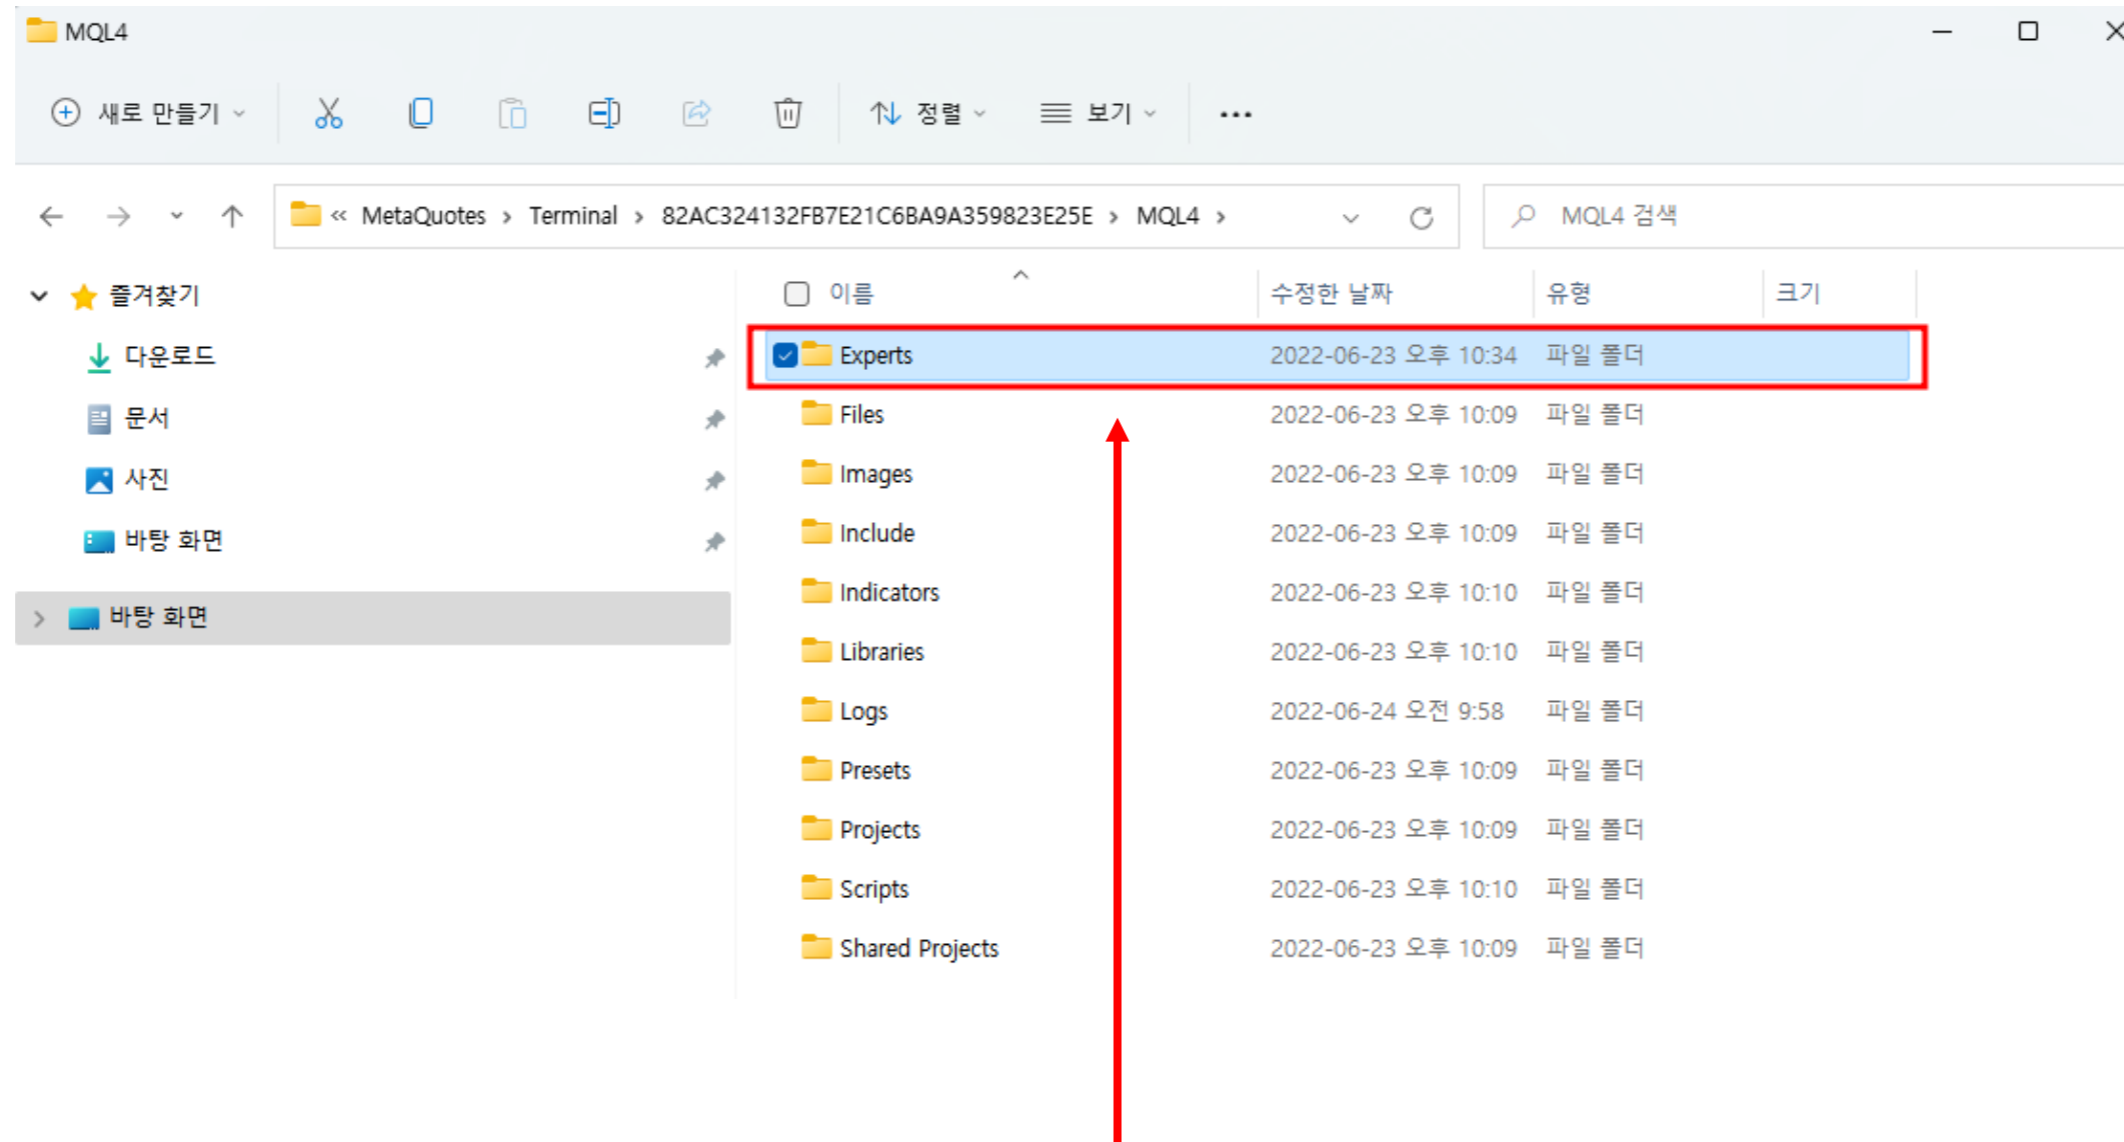 MQL4
새로 만들기
정렬
보기
« MetaQuotes > Terminal > 82AC324132FB7E21C6BA9A359823E25E > MQL4 >
MQL4 검색
즐겨찾기
다운로드
문서
사진
바탕 화면
바탕 화면
이름 수정한 날짜 유형 크기
Experts 2022-06-23 오후 10:34 파일 폴더
Files 2022-06-23 오후 10:09 파일 폴더
Images 2022-06-23 오후 10:09 파일 폴더
Include 2022-06-23 오후 10:09 파일 폴더
Indicators 2022-06-23 오후 10:10 파일 폴더
Libraries 2022-06-23 오후 10:10 파일 폴더
Logs 2022-06-24 오전 9:58 파일 폴더
Presets 2022-06-23 오후 10:09 파일 폴더
Projects 2022-06-23 오후 10:09 파일 폴더
Scripts 2022-06-23 오후 10:10 파일 폴더
Shared Projects 2022-06-23 오후 10:09 파일 폴더